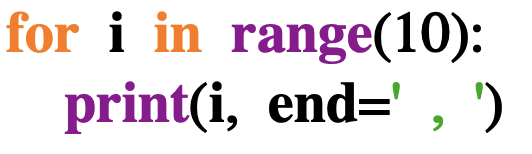 for i in range(10):
    print(i, end=' , ')